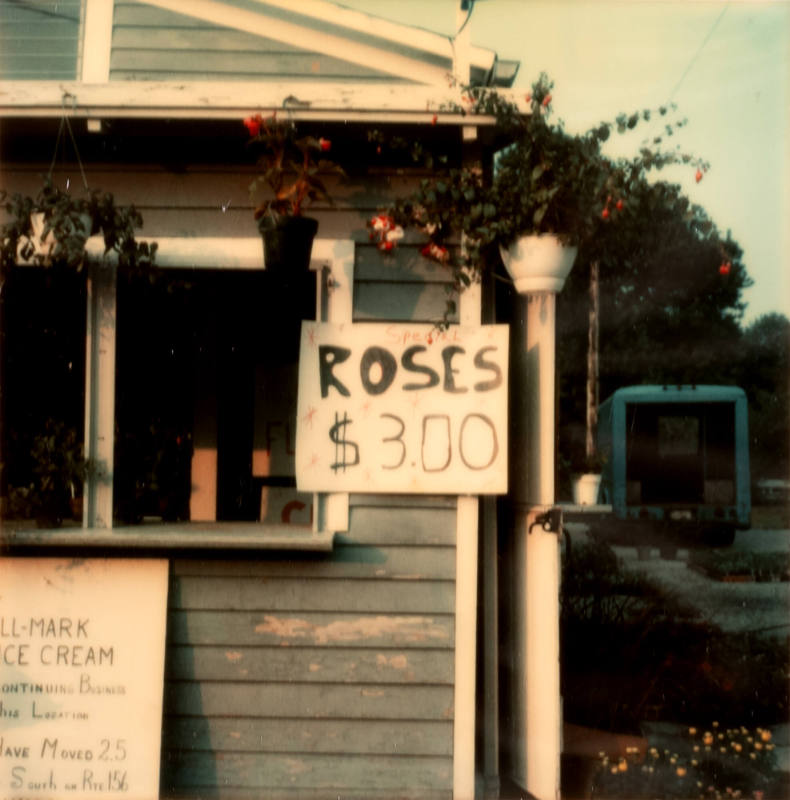 Special
ROSES
$3.00
FL
C
LL-MARK
CE CREAM
ONTINUING BUSINESS
HIS LOCATION
HAVE MOVED 2.5
SOUTH ON RTE 156